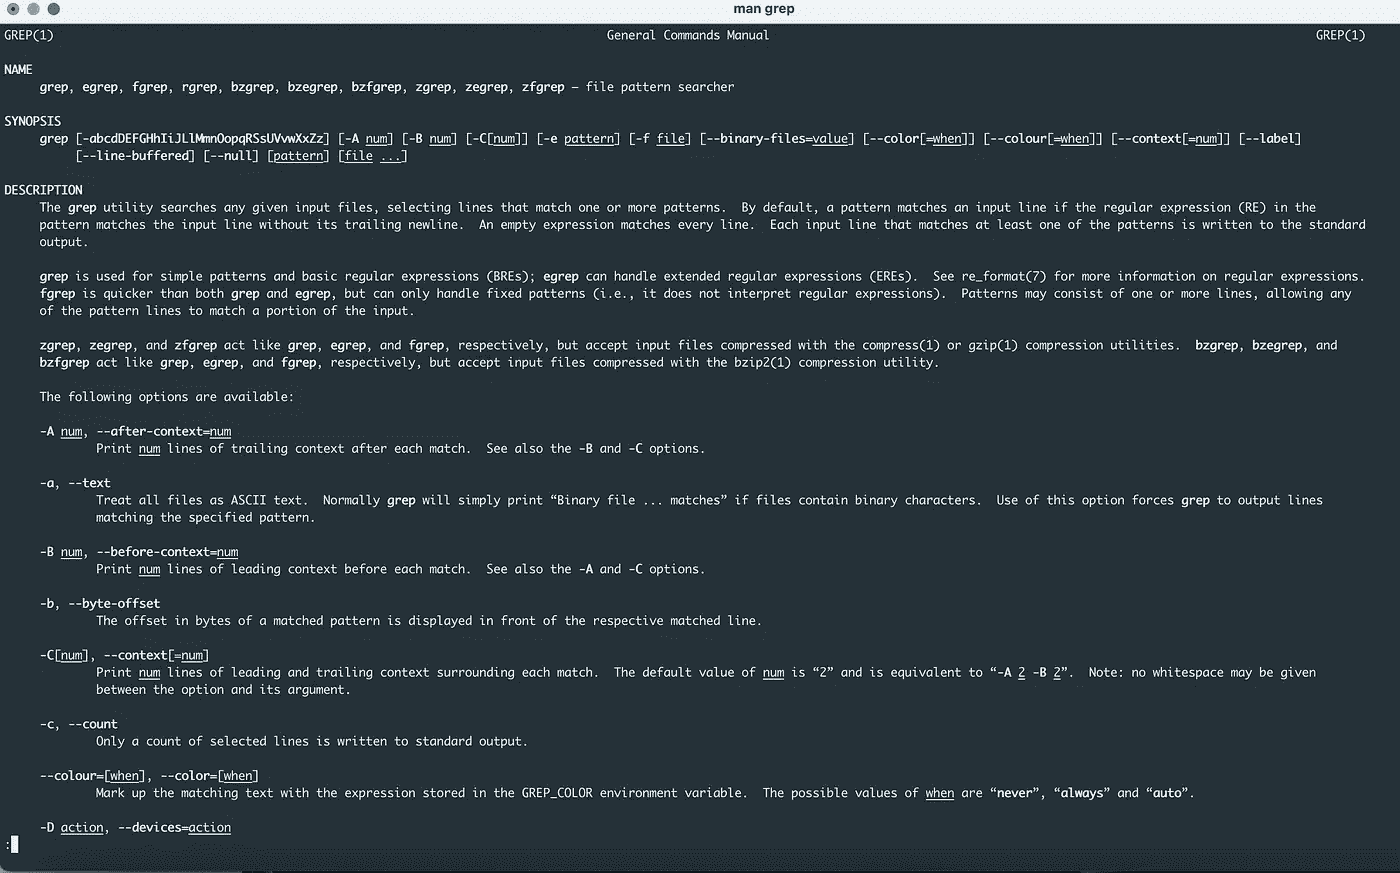 man grep
GREP(1) General Commands Manual GREP(1)
NAME
grep, egrep, fgrep, rgrep, bzgrep, bzegrep, bzfgrep, zgrep, zegrep, zfgrep – file pattern searcher
SYNOPSIS
grep [-abcdDEFGHhIiJLlMmnOopqRSsUVvwXxZz] [-A num] [-B num] [-C[num]] [-e pattern] [-f file] [--binary-files=value] [--color[=when]] [--colour[=when]] [--context[=num]] [--label]
[--line-buffered] [--null] [pattern] [file ...]
DESCRIPTION
The grep utility searches any given input files, selecting lines that match one or more patterns.  By default, a pattern matches an input line if the regular expression (RE) in the
pattern matches the input line without its trailing newline.  An empty expression matches every line.  Each input line that matches at least one of the patterns is written to the standard
output.
grep is used for simple patterns and basic regular expressions (BREs); egrep can handle extended regular expressions (EREs).  See re_format(7) for more information on regular expressions.
fgrep is quicker than both grep and egrep, but can only handle fixed patterns (i.e., it does not interpret regular expressions).  Patterns may consist of one or more lines, allowing any
of the pattern lines to match a portion of the input.
zgrep, zegrep, and zfgrep act like grep, egrep, and fgrep, respectively, but accept input files compressed with the compress(1) or gzip(1) compression utilities.  bzgrep, bzegrep, and
bzfgrep act like grep, egrep, and fgrep, respectively, but accept input files compressed with the bzip2(1) compression utility.
The following options are available:
-A num, --after-context=num
Print num lines of trailing context after each match.  See also the -B and -C options.
-a, --text
Treat all files as ASCII text.  Normally grep will simply print “Binary file ... matches” if files contain binary characters.  Use of this option forces grep to output lines
matching the specified pattern.
-B num, --before-context=num
Print num lines of leading context before each match.  See also the -A and -C options.
-b, --byte-offset
The offset in bytes of a matched pattern is displayed in front of the respective matched line.
-C[num], --context[=num]
Print num lines of leading and trailing context surrounding each match.  The default value of num is “2” and is equivalent to “-A 2 -B 2”.  Note: no whitespace may be given
between the option and its argument.
-c, --count
Only a count of selected lines is written to standard output.
--colour=[when], --color=[when]
Mark up the matching text with the expression stored in the GREP_COLOR environment variable.  The possible values of when are “never”, “always” and “auto”.
-D action, --devices=action
: